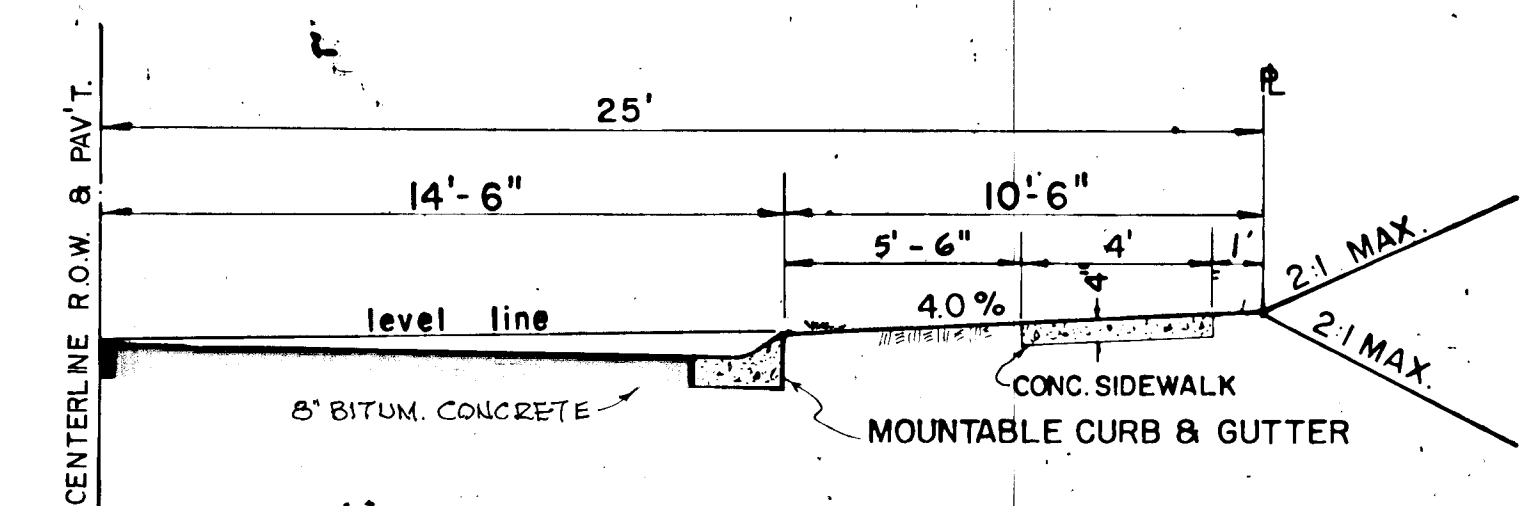 CENTERLINE R.O.W. & PAV'T.
25'
14'-6"
10'-6"
5'-6"
4'
1'
4"
4.0%
level line
2:1 MAX.
2:1 MAX.
8" BITUM. CONCRETE
CONC. SIDEWALK
MOUNTABLE CURB & GUTTER